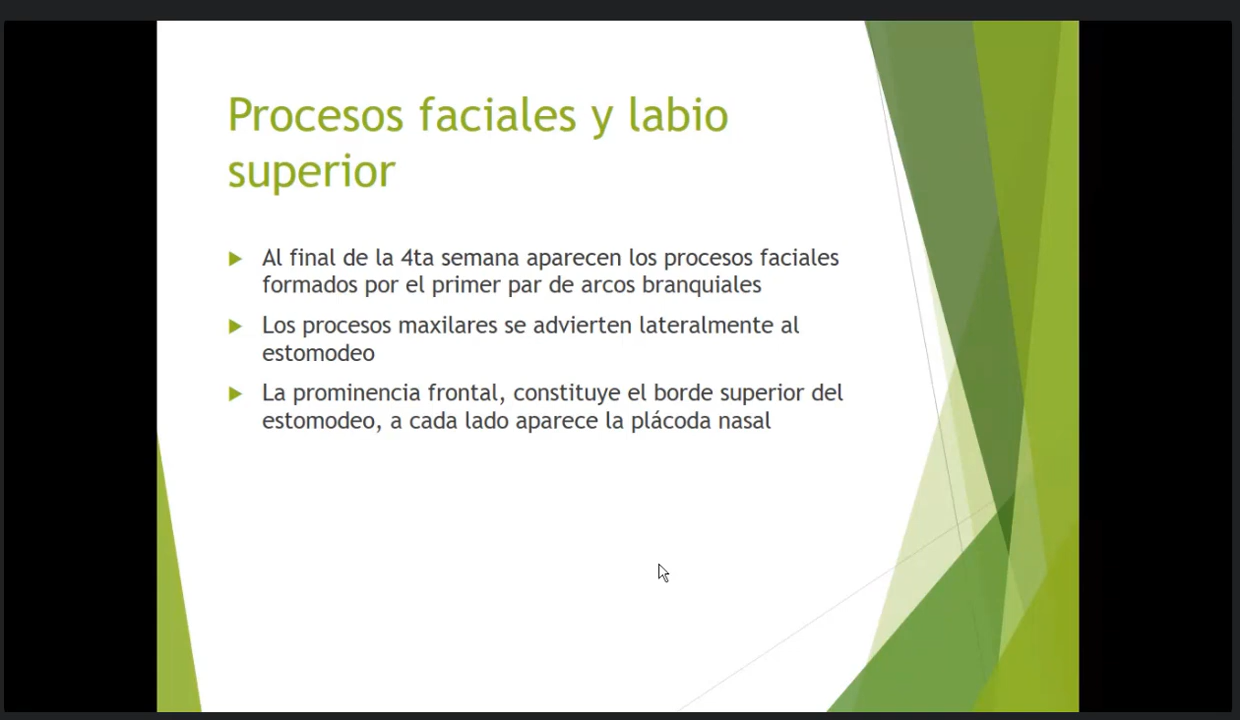 Procesos faciales y labio
superior
Al final de la 4ta semana aparecen los procesos faciales
formados por el primer par de arcos branquiales
Los procesos maxilares se advierten lateralmente al
estomodeo
La prominencia frontal, constituye el borde superior del
estomodeo, a cada lado aparece la plácoda nasal